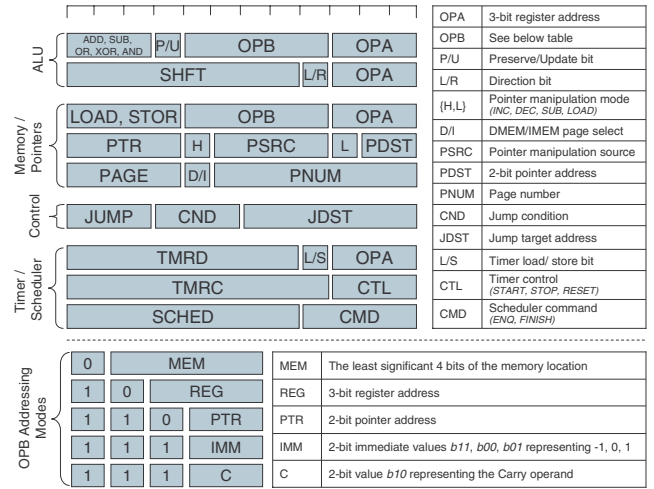 ALU
ADD, SUB, OR, XOR, AND P/U OPB OPA
SHFT L/R OPA
Memory / Pointers
LOAD, STOR OPB OPA
PTR H PSRC L PDST
PAGE D/I PNUM
Control
JUMP CND JDST
Timer / Scheduler
TMRD L/S OPA
TMRC CTL
SCHED CMD
OPA 3-bit register address
OPB See below table
P/U Preserve/Update bit
L/R Direction bit
{H,L} Pointer manipulation mode
(INC, DEC, SUB, LOAD)
D/I DMEM/IMEM page select
PSRC Pointer manipulation source
PDST 2-bit pointer address
PNUM Page number
CND Jump condition
JDST Jump target address
L/S Timer load/ store bit
CTL Timer control
(START, STOP, RESET)
CMD Scheduler command
(ENQ, FINISH)
OPB Addressing Modes
0 MEM
1 0 REG
1 1 0 PTR
1 1 1 IMM
1 1 1 C
MEM The least significant 4 bits of the memory location
REG 3-bit register address
PTR 2-bit pointer address
IMM 2-bit immediate values b11, b00, b01 representing -1, 0, 1
C 2-bit value b10 representing the Carry operand